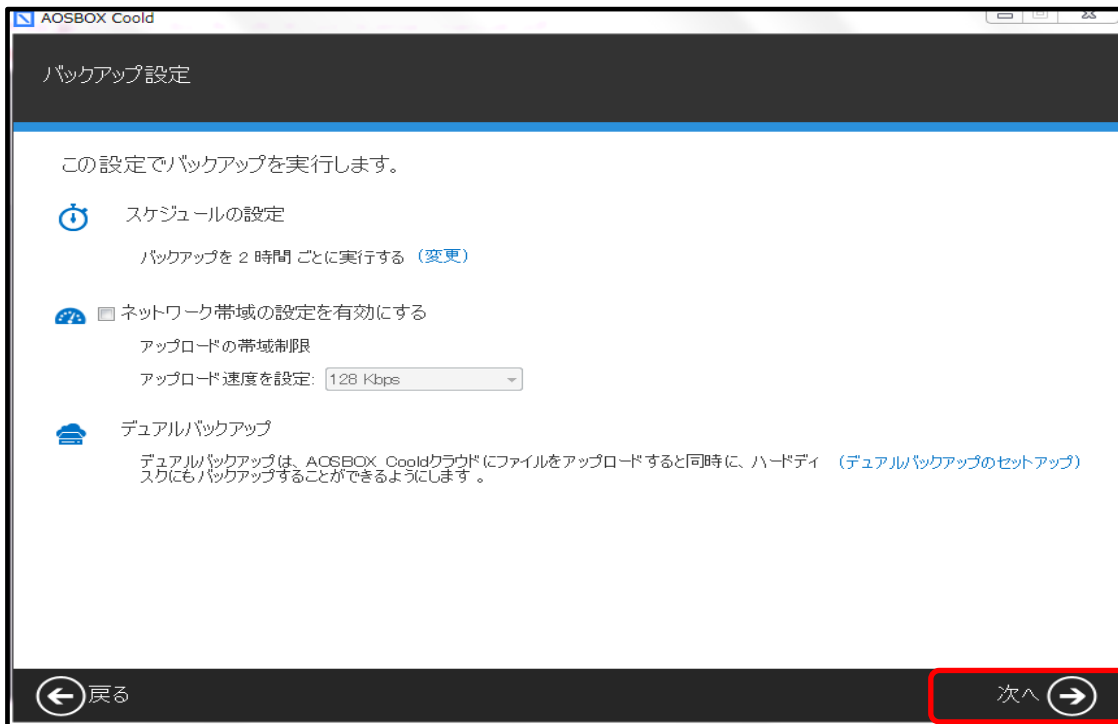 AOSBOX Coold
バックアップ設定
この設定でバックアップを実行します。
スケジュールの設定
バックアップを 2 時間 ごとに実行する (変更)
ネットワーク帯域の設定を有効にする
アップロードの帯域制限
アップロード速度を設定: 128 Kbps
デュアルバックアップ
デュアルバックアップは、AOSBOX Cooldクラウドにファイルをアップロードすると同時に、ハードディ (デュアルバックアップのセットアップ)
スクにもバックアップすることができるようにします 。
戻る 次へ